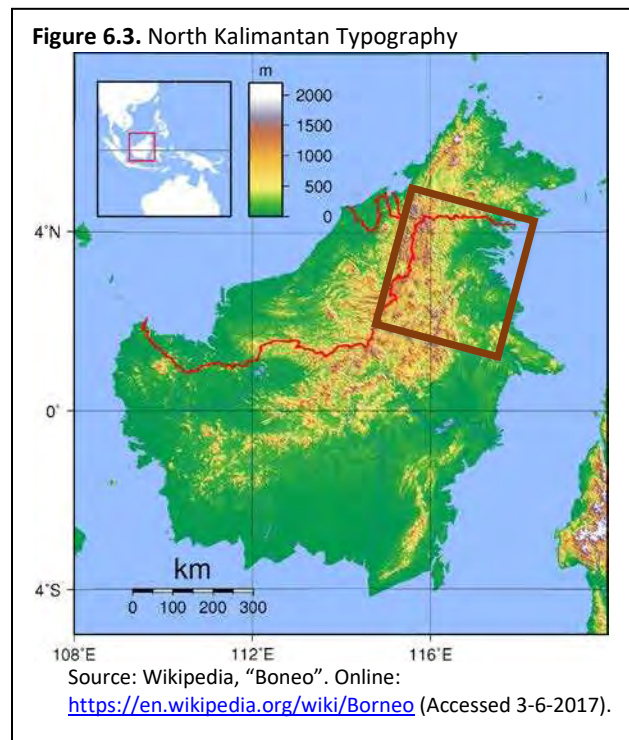 Figure 6.3. North Kalimantan Typography
m
2000
1500
1000
500
0
4°N
0°
km
4°S
0 100 200 300
108°E 112°E 116°E
Source: Wikipedia, “Boneo”. Online:
https://en.wikipedia.org/wiki/Borneo (Accessed 3-6-2017).